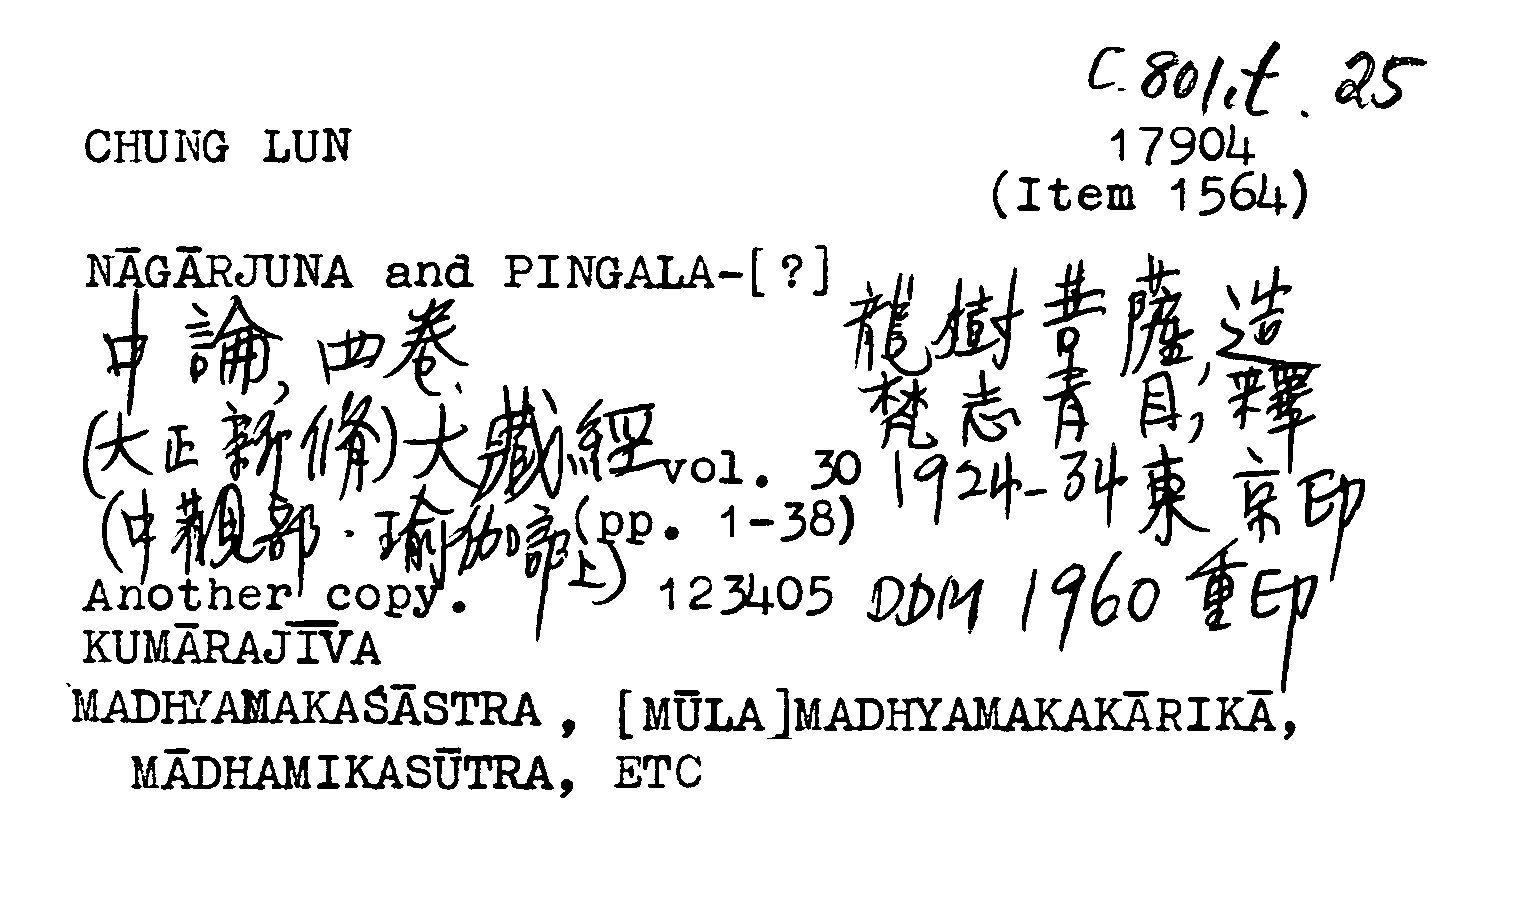 C.801.t.25
CHUNG LUN 17904
(Item 1564)
NĀGĀRJUNA and PINGALA-[?]
中論,四卷. 龍樹菩薩,造
梵志青目,釋
(大正新脩)大藏經 vol. 30 1924-34東京印
(中觀部·瑜伽部上) (pp. 1-38)
Another copy. 123405 DDM 1960 重印
KUMĀRAJĪVA
MADHYAMAKAŚĀSTRA, [MŪLA]MADHYAMAKAKĀRIKĀ,
MĀDHAMIKASŪTRA, ETC